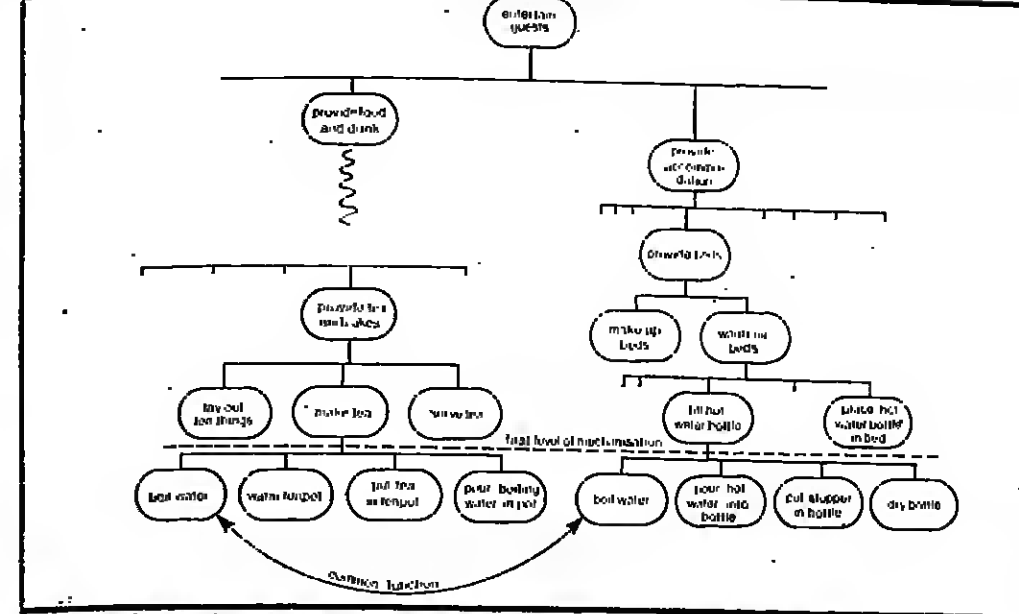 entertain
guests
provide food
and drink
provide
accommo-
dation
provide beds
provide tea
and cakes
make up
beds
warm up
beds
lay out
tea things
make tea
serve tea
fill hot
water bottle
place hot
water bottle
in bed
final level of mechanisation
boil water
warm teapot
put tea
in teapot
pour boiling
water in pot
boil water
pour hot
water into
bottle
put stopper
in bottle
dry bottle
common function